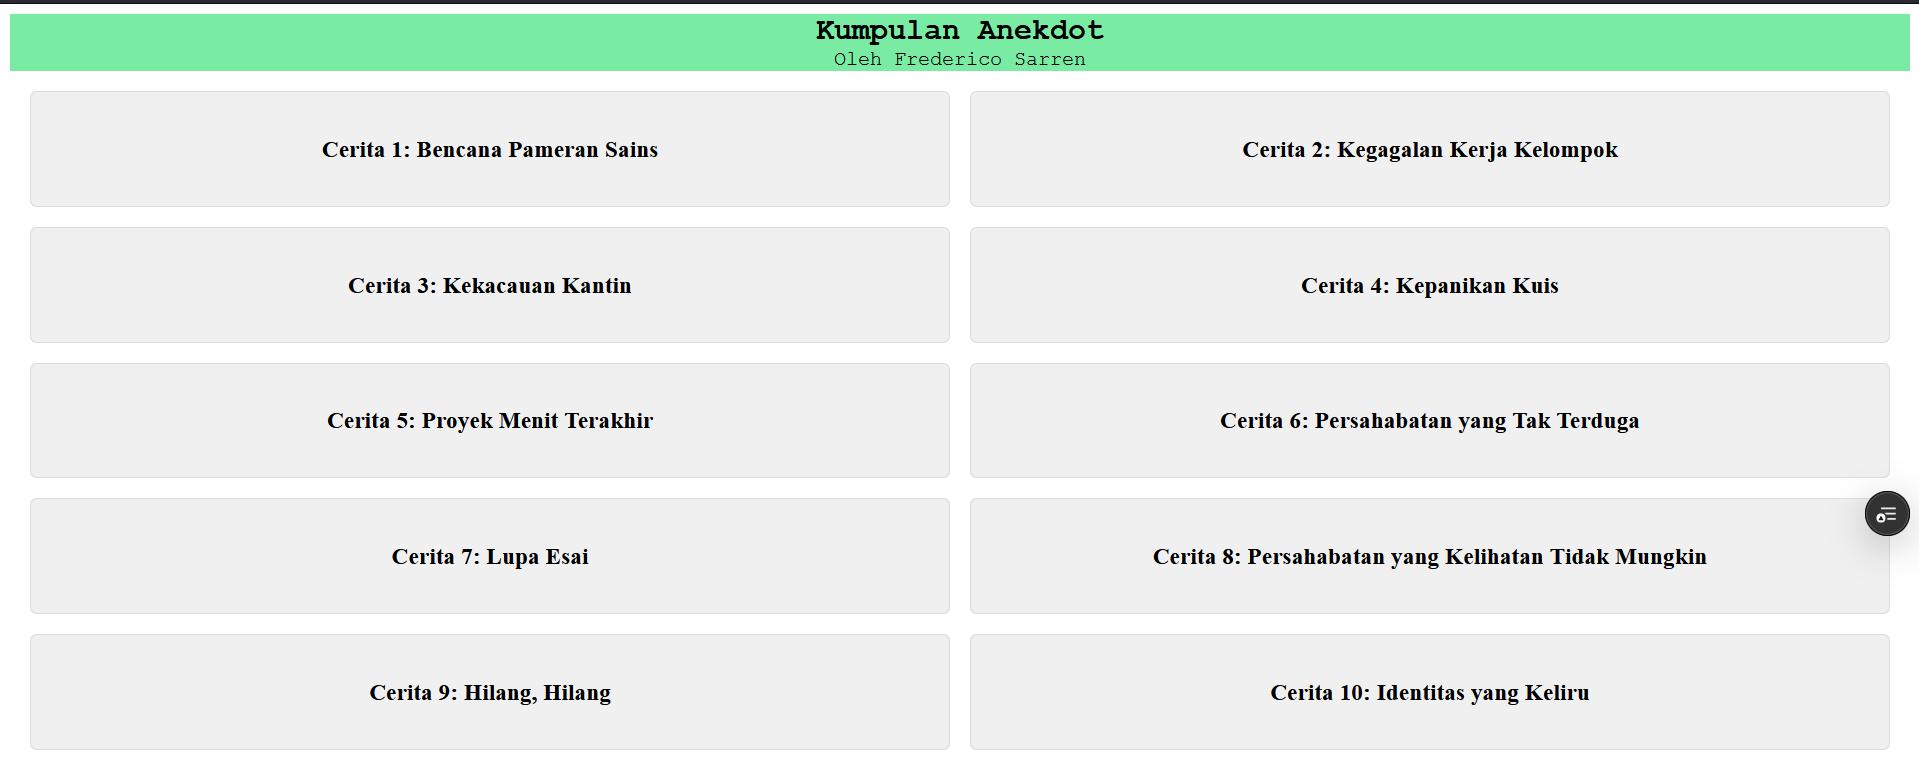 Kumpulan Anekdot
Oleh Frederico Sarren
Cerita 1: Bencana Pameran Sains
Cerita 2: Kegagalan Kerja Kelompok
Cerita 3: Kekacauan Kantin
Cerita 4: Kepanikan Kuis
Cerita 5: Proyek Menit Terakhir
Cerita 6: Persahabatan yang Tak Terduga
Cerita 7: Lupa Esai
Cerita 8: Persahabatan yang Kelihatan Tidak Mungkin
Cerita 9: Hilang, Hilang
Cerita 10: Identitas yang Keliru